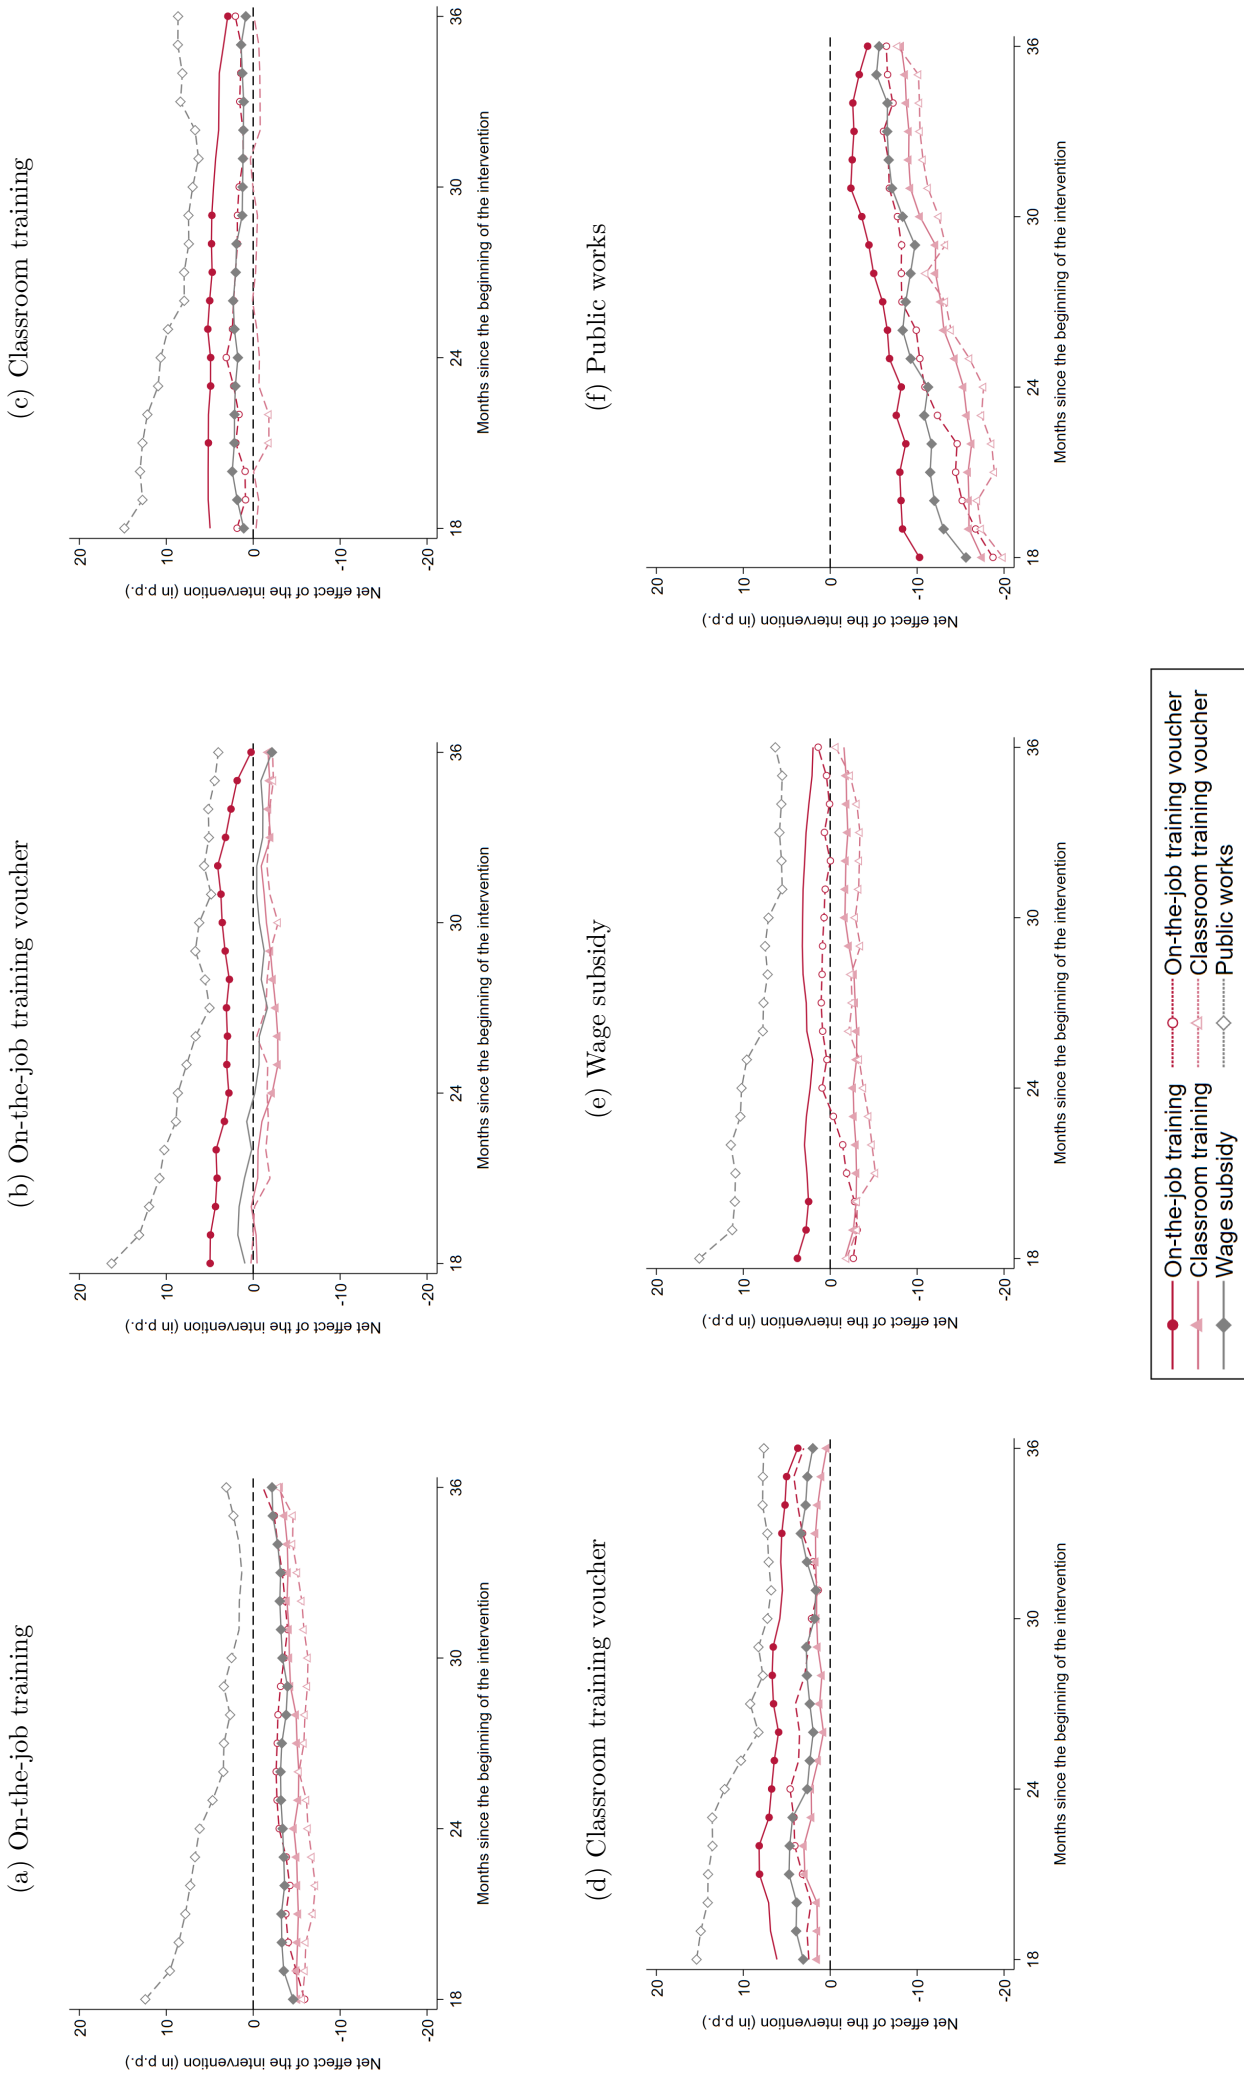 (a) On-the-job training
Net effect of the intervention (in p.p.)
20
10
0
-10
-20
18
24
30
36
Months since the beginning of the intervention
(b) On-the-job training voucher
Net effect of the intervention (in p.p.)
20
10
0
-10
-20
18
24
30
36
Months since the beginning of the intervention
(c) Classroom training
Net effect of the intervention (in p.p.)
20
10
0
-10
-20
18
24
30
36
Months since the beginning of the intervention
(d) Classroom training voucher
Net effect of the intervention (in p.p.)
20
10
0
-10
-20
18
24
30
36
Months since the beginning of the intervention
(e) Wage subsidy
Net effect of the intervention (in p.p.)
20
10
0
-10
-20
18
24
30
36
Months since the beginning of the intervention
(f) Public works
Net effect of the intervention (in p.p.)
20
10
0
-10
-20
18
24
30
36
Months since the beginning of the intervention
On-the-job training
On-the-job training voucher
Classroom training
Classroom training voucher
Wage subsidy
Public works